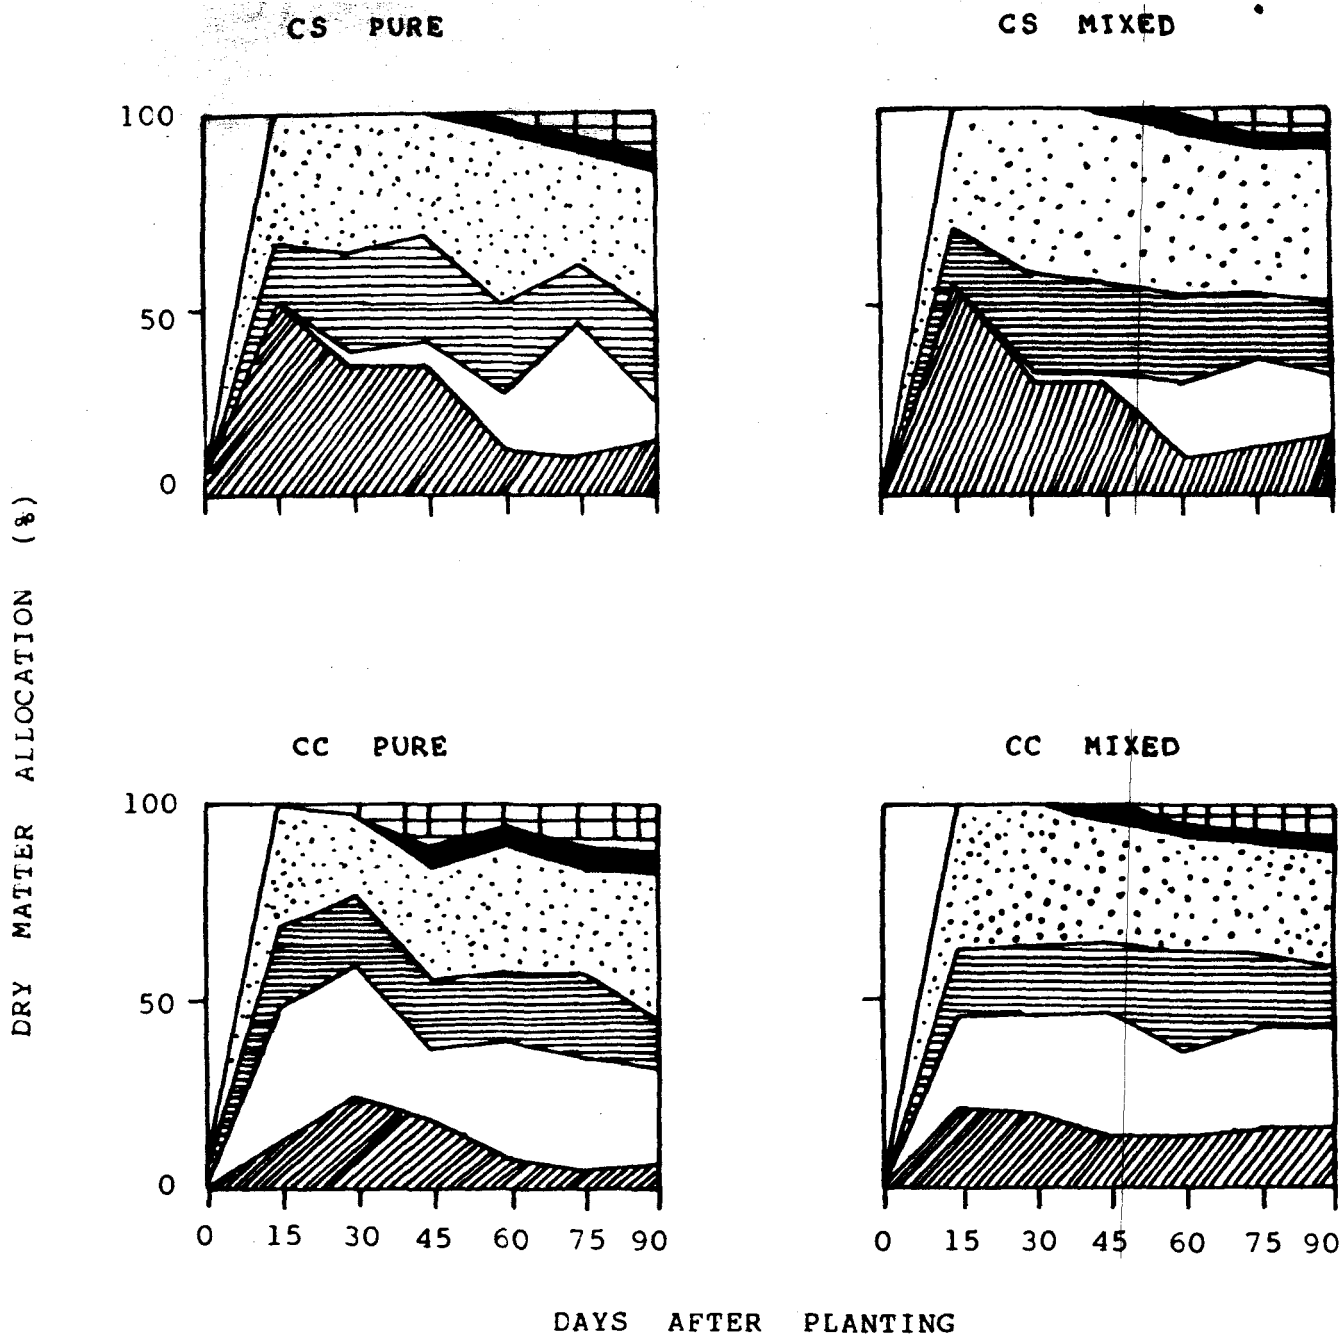 CS PURE
CS MIXED
100
50
0
DRY MATTER ALLOCATION (%)
CC PURE
CC MIXED
100
50
0
0 15 30 45 60 75 90
0 15 30 45 60 75 90
DAYS AFTER PLANTING